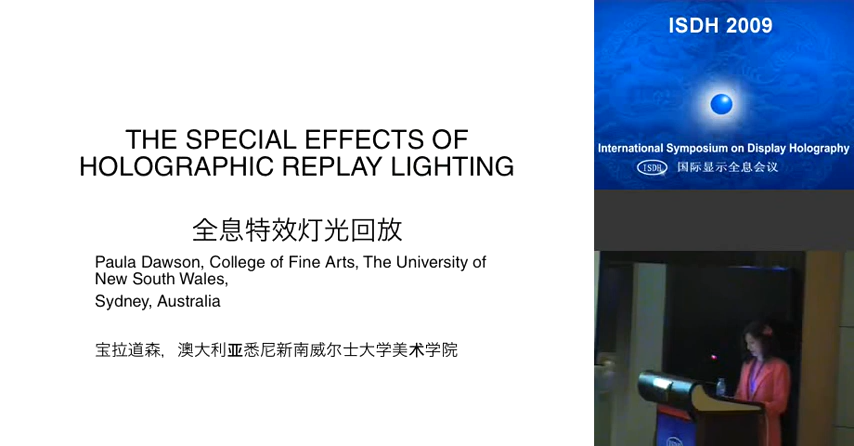 THE SPECIAL EFFECTS OF
HOLOGRAPHIC REPLAY LIGHTING
全息特效灯光回放
Paula Dawson, College of Fine Arts, The University of
New South Wales,
Sydney, Australia
宝拉道森, 澳大利亚悉尼新南威尔士大学美术学院
ISDH 2009
International Symposium on Display Holography
ISDH 国际显示全息会议
ISDH